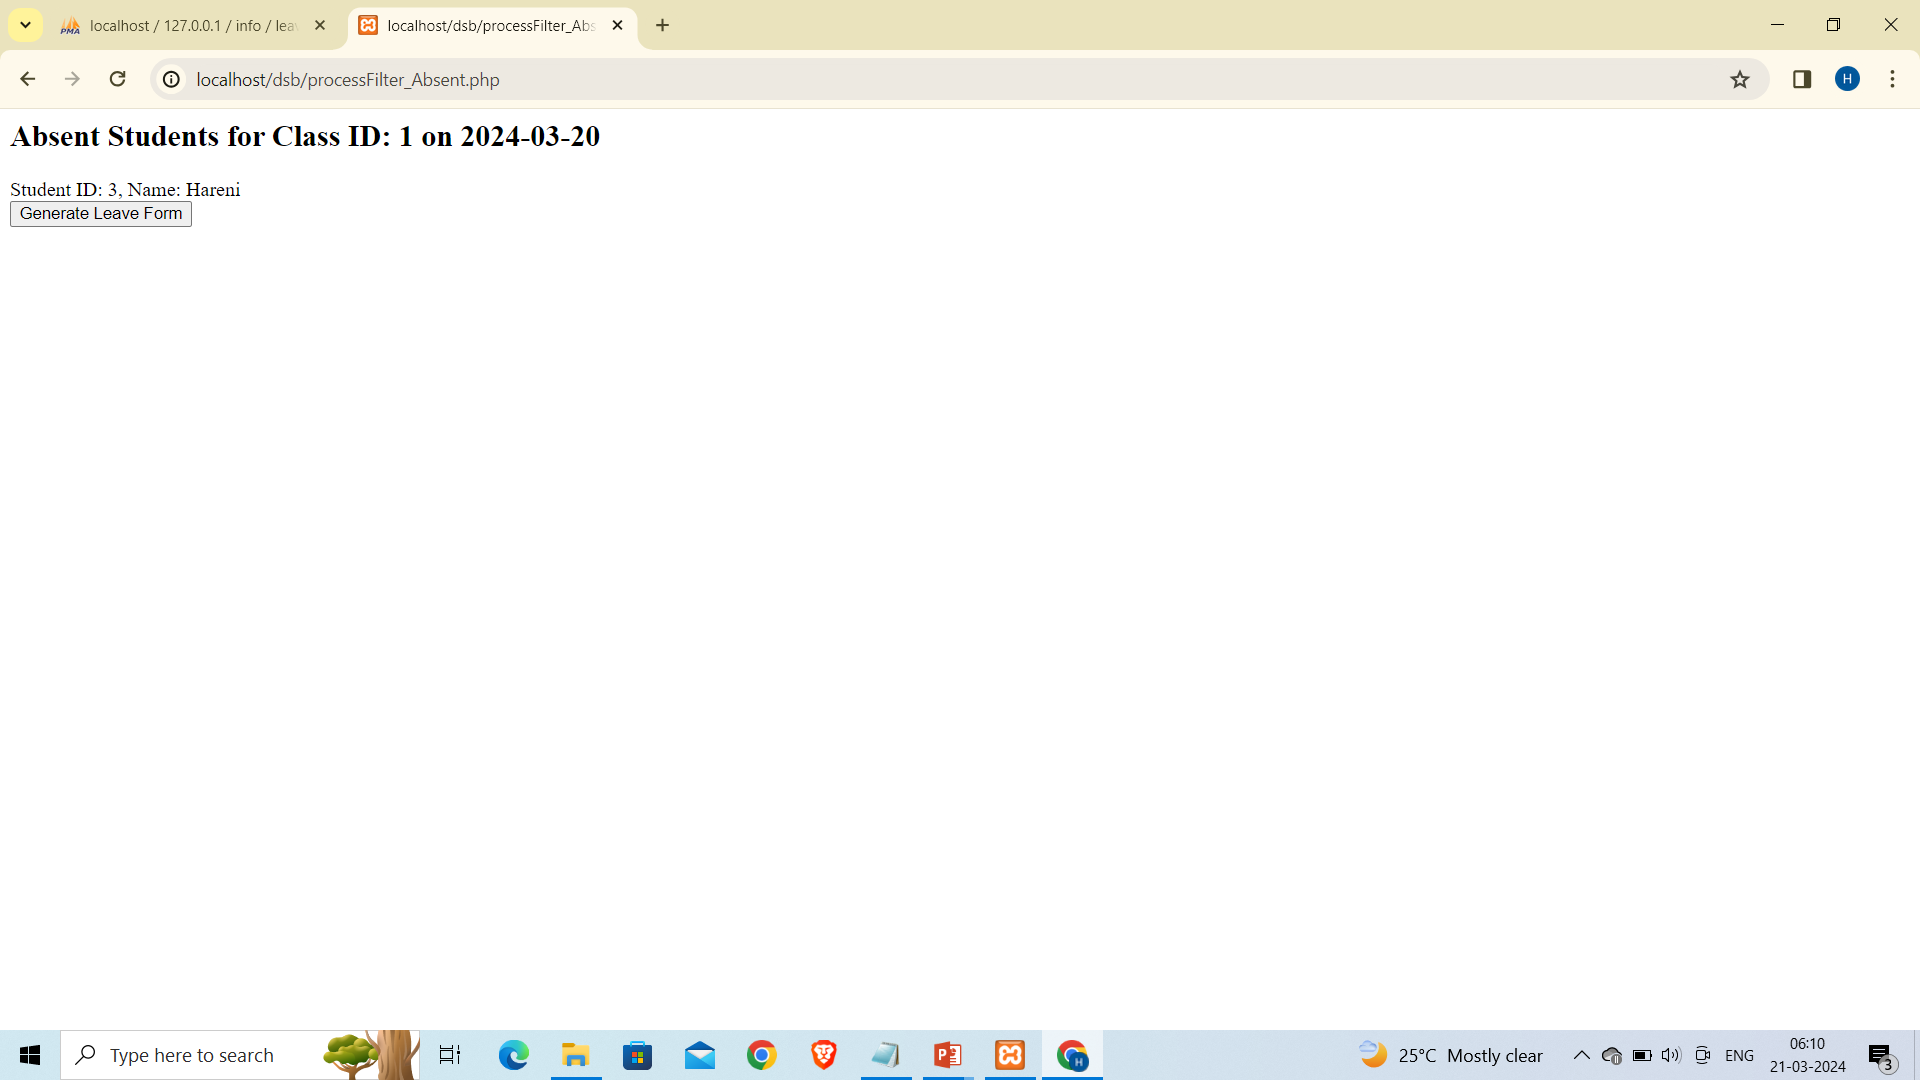 localhost / 127.0.0.1 / info / lea
localhost/dsb/processFilter_Abs
localhost/dsb/processFilter_Absent.php
H
Absent Students for Class ID: 1 on 2024-03-20
Student ID: 3, Name: Hareni
Generate Leave Form
Type here to search
25°C Mostly clear
ENG
06:10
21-03-2024
3